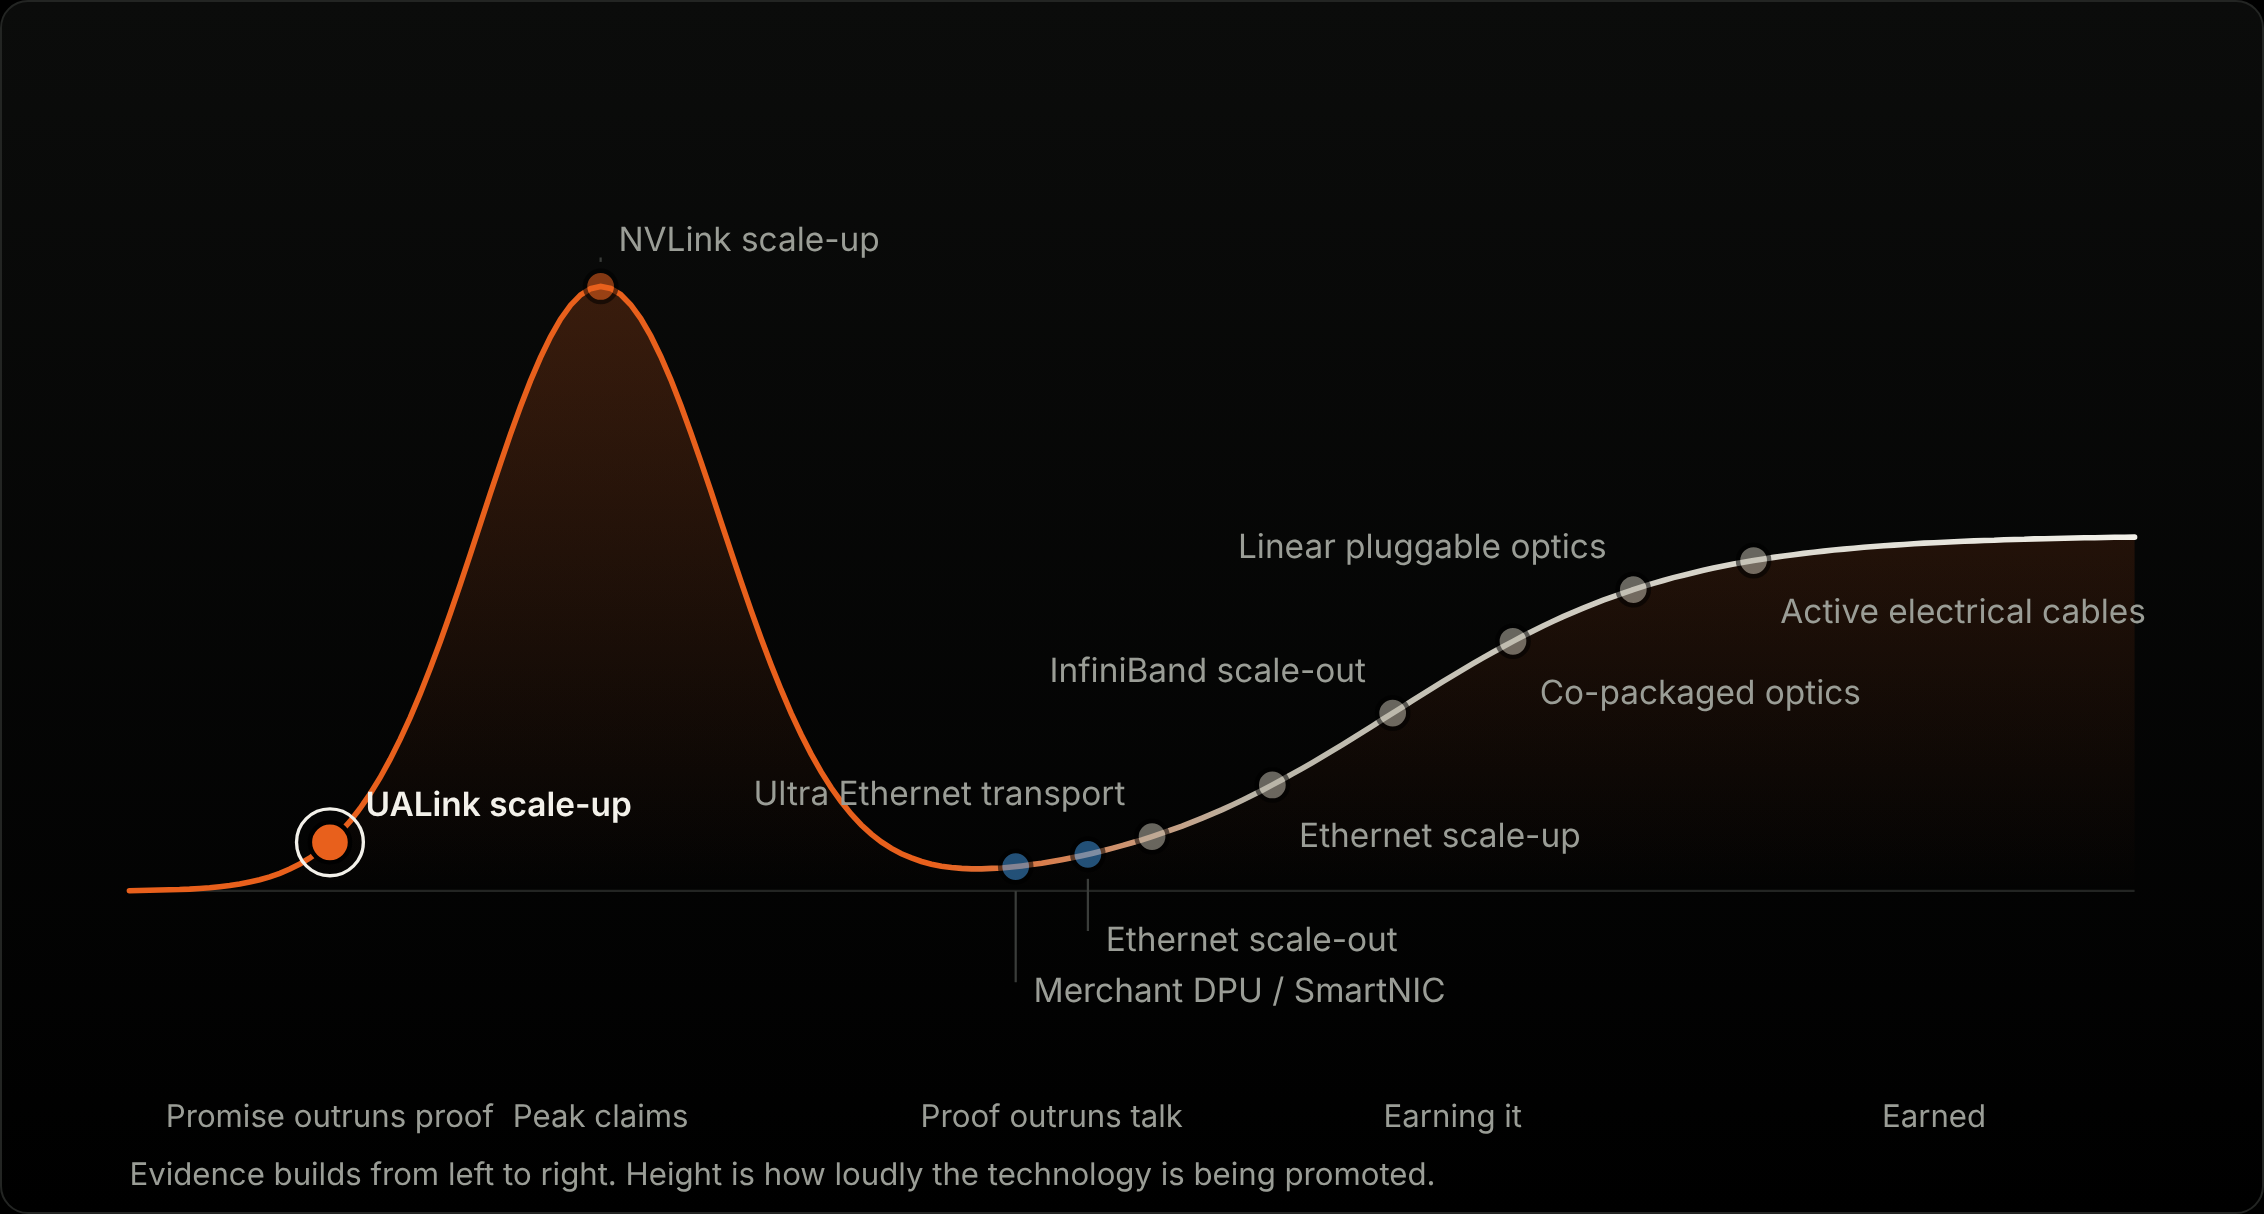 NVLink scale-up
Linear pluggable optics
Active electrical cables
InfiniBand scale-out
Co-packaged optics
Ultra Ethernet transport
UALink scale-up
Ethernet scale-up
Ethernet scale-out
Merchant DPU / SmartNIC
Promise outruns proof
Peak claims
Proof outruns talk
Earning it
Earned
Evidence builds from left to right. Height is how loudly the technology is being promoted.